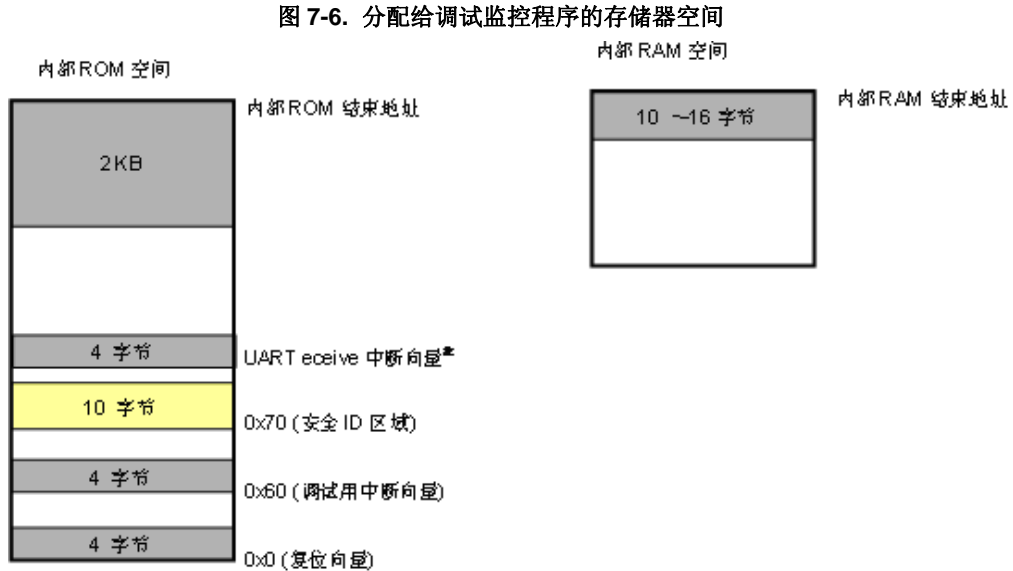 图 7-6. 分配给调试监控程序的存储器空间
内部ROM 空间
内部 RAM 空间
内部ROM 结束地址
2KB
10 ~16 字节
内部RAM 结束地址
4 字节
UART eceive 中断向量注
10 字节
0x70 (安全 ID 区域)
4 字节
0x60 (调试用中断向量)
4 字节
0x0 (复位向量)